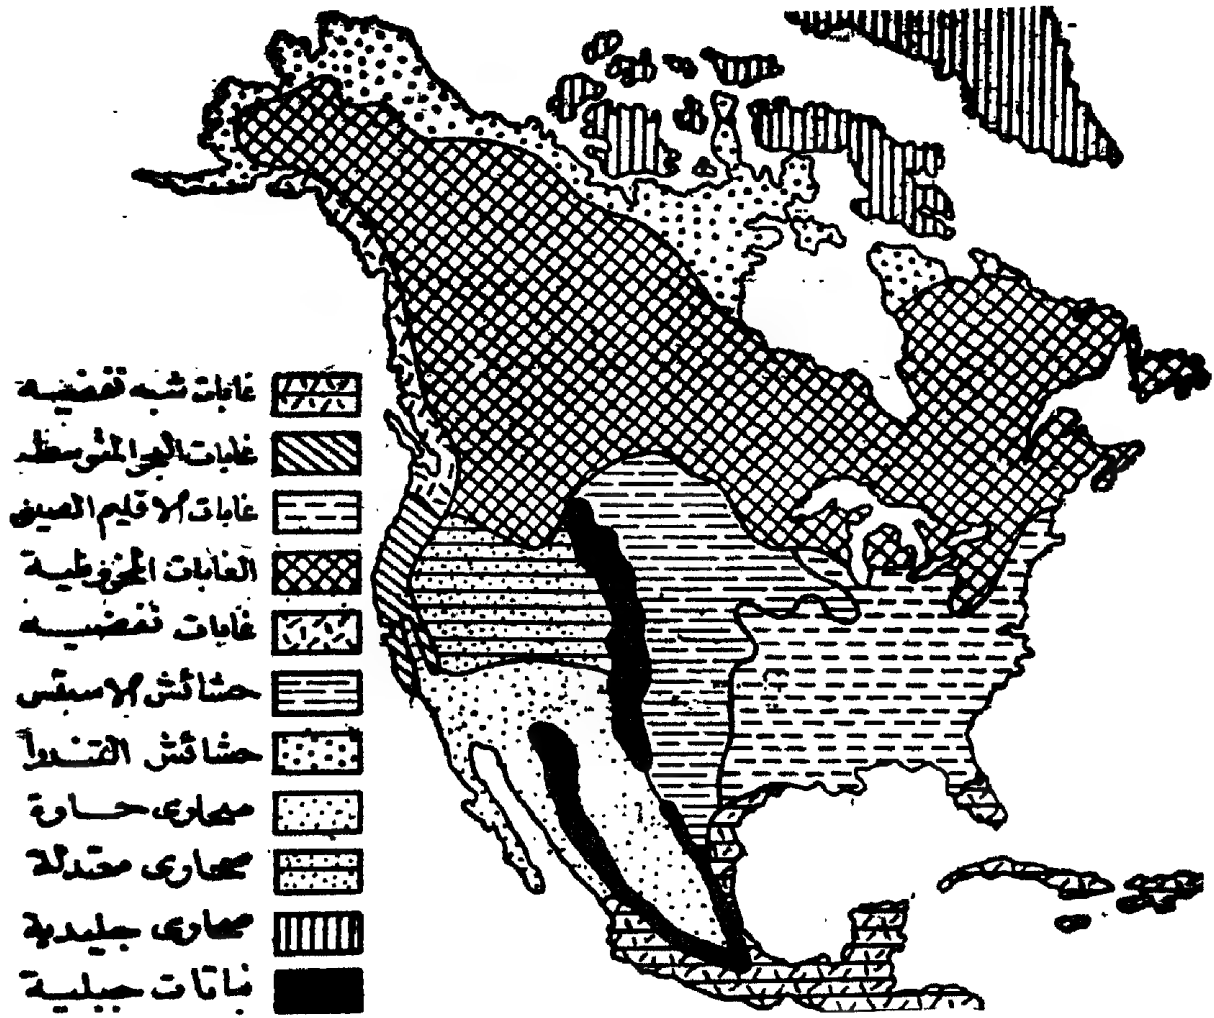 غابات شبه نفضية
غابات البحر المتوسط
غابات الاقليم الصينى
الغابات المخروطية
غابات نفضية
حشائش الاستبس
حشائش التندرا
صحارى حارة
صحارى معتدلة
صحارى جليدية
نباتات جبلية